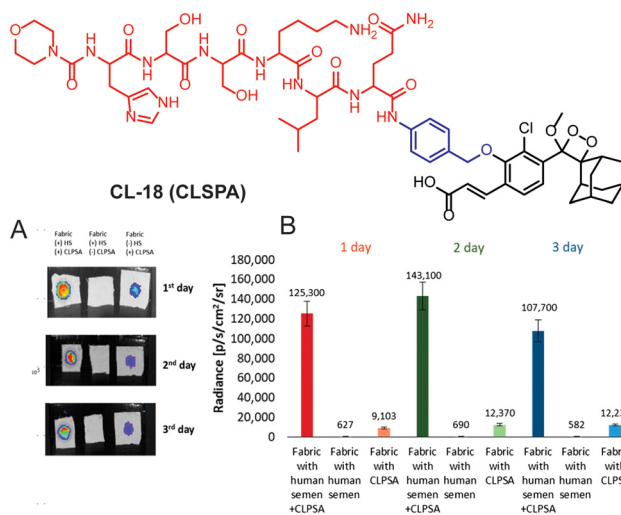 OH
O
H
N
O
H
N
O
H
N
NH2
O
NH2
N
O
N
H
O
N
H
OH
O
N
H
O
NH
N
HN
Cl
O
O
O
O
HO
O
CL-18 (CLSPA)
A
Fabric (+) HS (+) CLPSA
Fabric (+) HS (-) CLPSA
Fabric (-) HS (+) CLPSA
1st day
2nd day
3rd day
B
1 day
2 day
3 day
Radiance [p/s/cm²/sr]
180,000
160,000
140,000
120,000
100,000
80,000
60,000
40,000
20,000
0
125,300
627
9,103
143,100
690
12,370
107,700
582
Fabric with human semen +CLPSA
Fabric with human semen
Fabric with CLPSA
Fabric with human semen +CLPSA
Fabric with human semen
Fabric with CLPSA
Fabric with human semen +CLPSA
Fabric with human semen